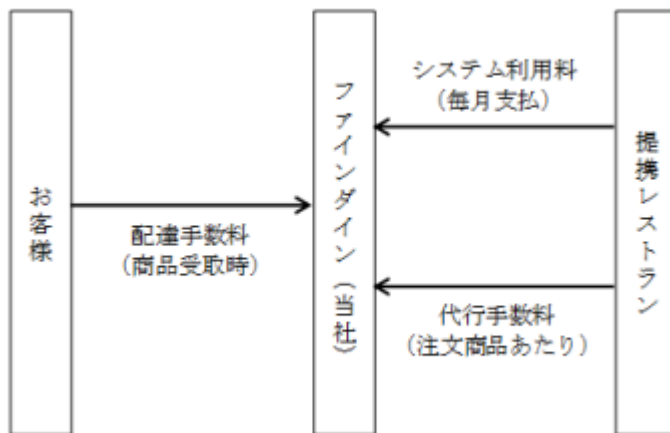 お客様
配達手数料
(商品受取時)
ファインダイン(当社)
システム利用料
(毎月支払)
代行手数料
(注文商品あたり)
提携レストラン